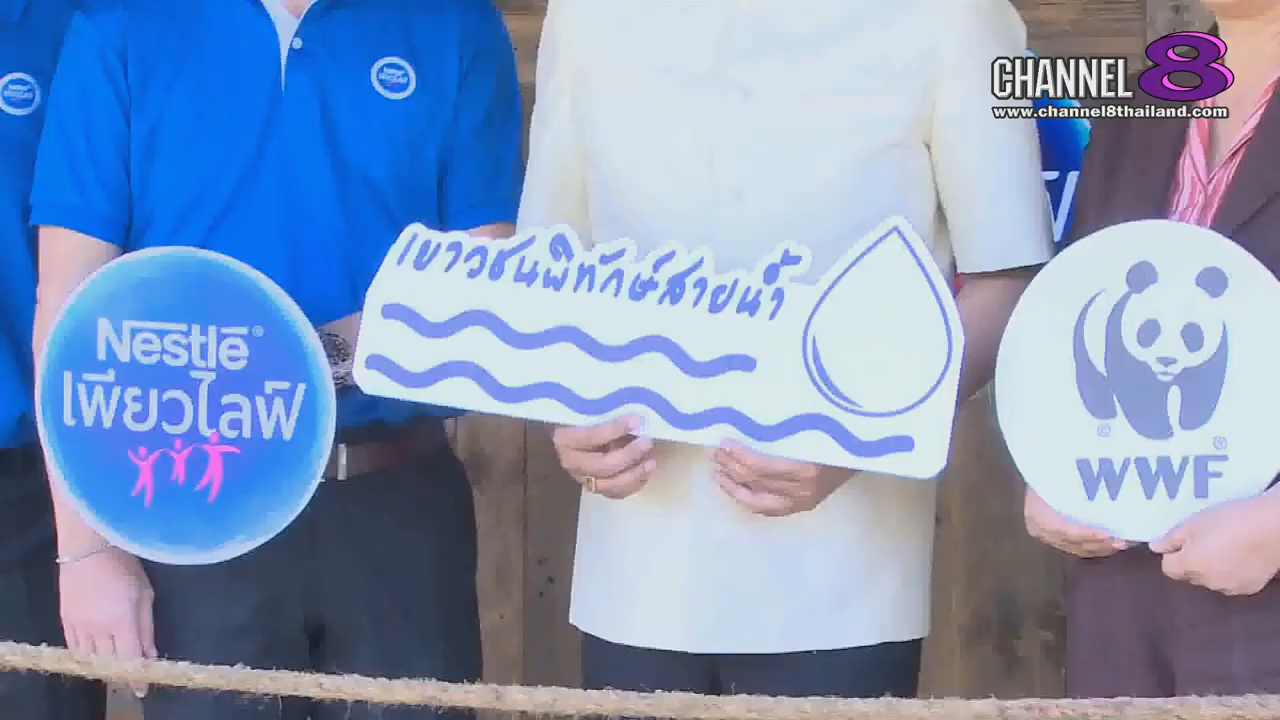 CHANNEL 8
www.channel8thailand.com
Nestlé
เพียวไลฟ์
เยาวชนพิทักษ์สายน้ำ
WWF